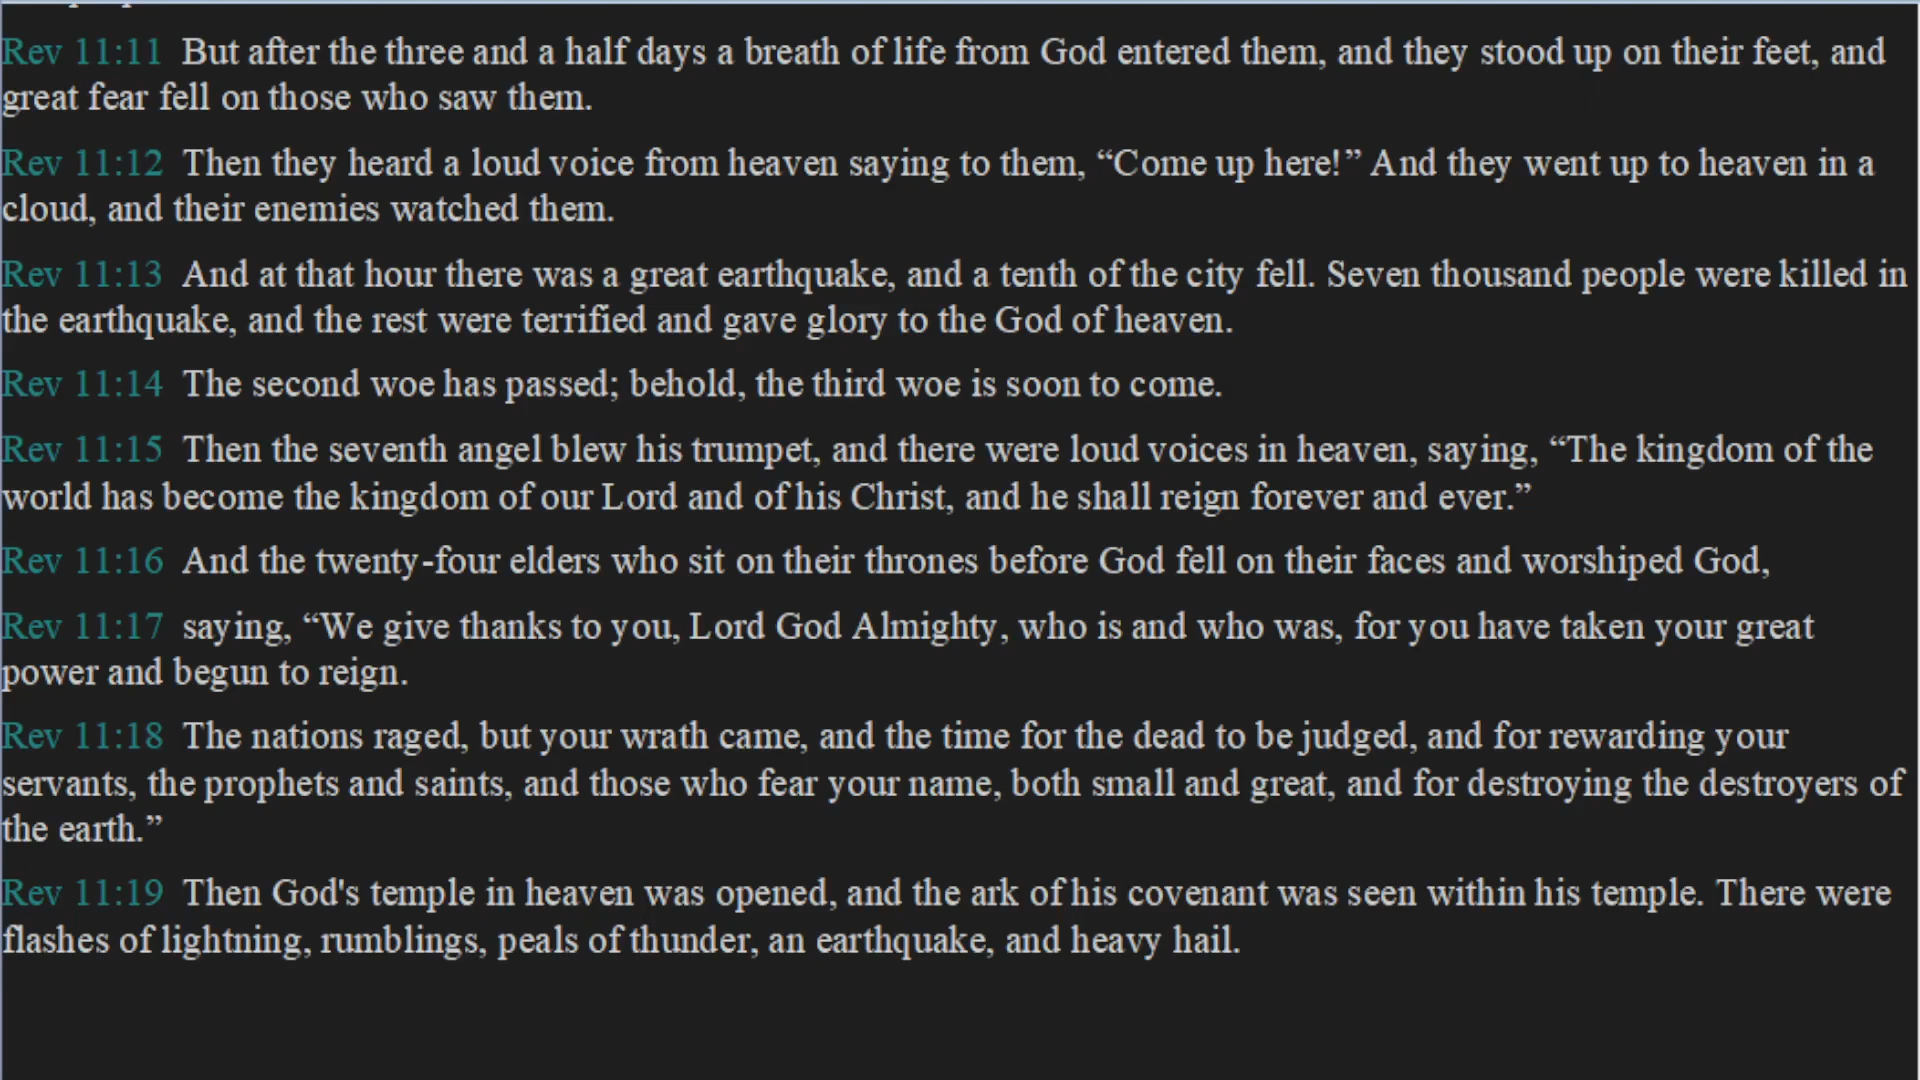 Rev 11:11 But after the three and a half days a breath of life from God entered them, and they stood up on their feet, and
great fear fell on those who saw them.
Rev 11:12 Then they heard a loud voice from heaven saying to them, “Come up here!” And they went up to heaven in a
cloud, and their enemies watched them.
Rev 11:13 And at that hour there was a great earthquake, and a tenth of the city fell. Seven thousand people were killed in
the earthquake, and the rest were terrified and gave glory to the God of heaven.
Rev 11:14 The second woe has passed; behold, the third woe is soon to come.
Rev 11:15 Then the seventh angel blew his trumpet, and there were loud voices in heaven, saying, “The kingdom of the
world has become the kingdom of our Lord and of his Christ, and he shall reign forever and ever.”
Rev 11:16 And the twenty-four elders who sit on their thrones before God fell on their faces and worshiped God,
Rev 11:17 saying, “We give thanks to you, Lord God Almighty, who is and who was, for you have taken your great
power and begun to reign.
Rev 11:18 The nations raged, but your wrath came, and the time for the dead to be judged, and for rewarding your
servants, the prophets and saints, and those who fear your name, both small and great, and for destroying the destroyers of
the earth.”
Rev 11:19 Then God's temple in heaven was opened, and the ark of his covenant was seen within his temple. There were
flashes of lightning, rumblings, peals of thunder, an earthquake, and heavy hail.